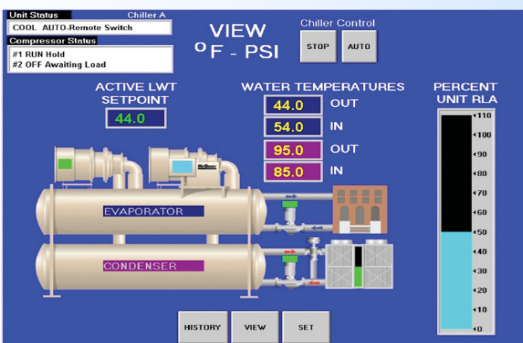 Unit Status Chiller A
COOL AUTO-Remote Switch
Compressor Status
#1 RUN Hold
#2 OFF Awaiting Load
VIEW
°F - PSI
Chiller Control
STOP AUTO
ACTIVE LWT
SETPOINT
44.0
WATER TEMPERATURES
44.0 OUT
54.0 IN
95.0 OUT
85.0 IN
PERCENT
UNIT RLA
110
100
90
80
70
60
50
40
30
20
10
0
EVAPORATOR
CONDENSER
HISTORY VIEW SET